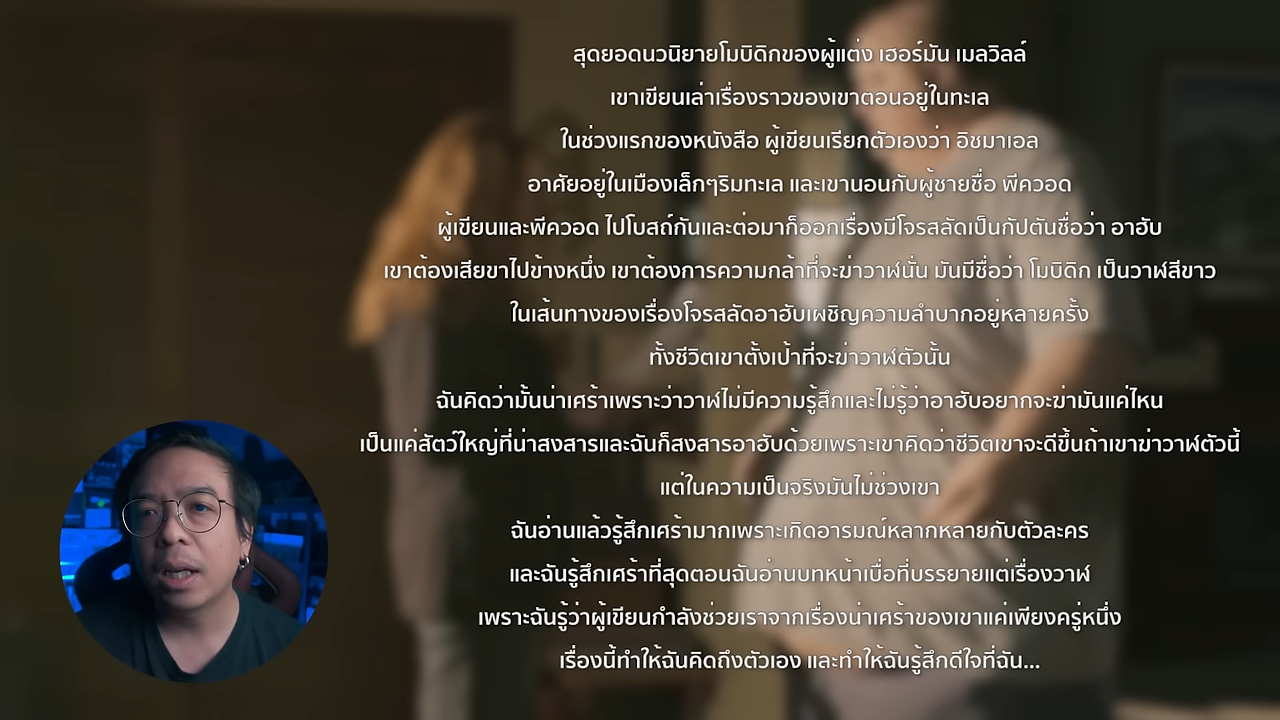 สุดยอดนวนิยายโมบิดิกของผู้แต่ง เฮอร์มัน เมลวิลล์
เขาเขียนเล่าเรื่องราวของเขาตอนอยู่ในทะเล
ในช่วงแรกของหนังสือ ผู้เขียนเรียกตัวเองว่า อิชมาเอล
อาศัยอยู่ในเมืองเล็กๆริมทะเล และเขานอนกับผู้ชายชื่อ พีควอด
ผู้เขียนและพีควอด ไปโบสถ์กันและต่อมาก็ออกเรื่องมีโจรสลัดเป็นกัปตันชื่อว่า อาฮับ
เขาต้องเสียขาไปข้างหนึ่ง เขาต้องการความกล้าที่จะฆ่าวาฬนั่น มันมีชื่อว่า โมบิดิก เป็นวาฬสีขาว
ในเส้นทางของเรื่องโจรสลัดอาฮับเผชิญความลำบากอยู่หลายครั้ง
ทั้งชีวิตเขาตั้งเป้าที่จะฆ่าวาฬตัวนั้น
ฉันคิดว่ามั้นน่าเศร้าเพราะว่าวาฬไม่มีความรู้สึกและไม่รู้ว่าอาฮับอยากจะฆ่ามันแค่ไหน
เป็นแค่สัตว์ใหญ่ที่น่าสงสารและฉันก็สงสารอาฮับด้วยเพราะเขาคิดว่าชีวิตเขาจะดีขึ้นถ้าเขาฆ่าวาฬตัวนี้
แต่ในความเป็นจริงมันไม่ช่วงเขา
ฉันอ่านแล้วรู้สึกเศร้ามากเพราะเกิดอารมณ์หลากหลายกับตัวละคร
และฉันรู้สึกเศร้าที่สุดตอนฉันอ่านบทหน้าเบื่อที่บรรยายแต่เรื่องวาฬ
เพราะฉันรู้ว่าผู้เขียนกำลังช่วยเราจากเรื่องน่าเศร้าของเขาแค่เพียงครู่หนึ่ง
เรื่องนี้ทำให้ฉันคิดถึงตัวเอง และทำให้ฉันรู้สึกดีใจที่ฉัน...